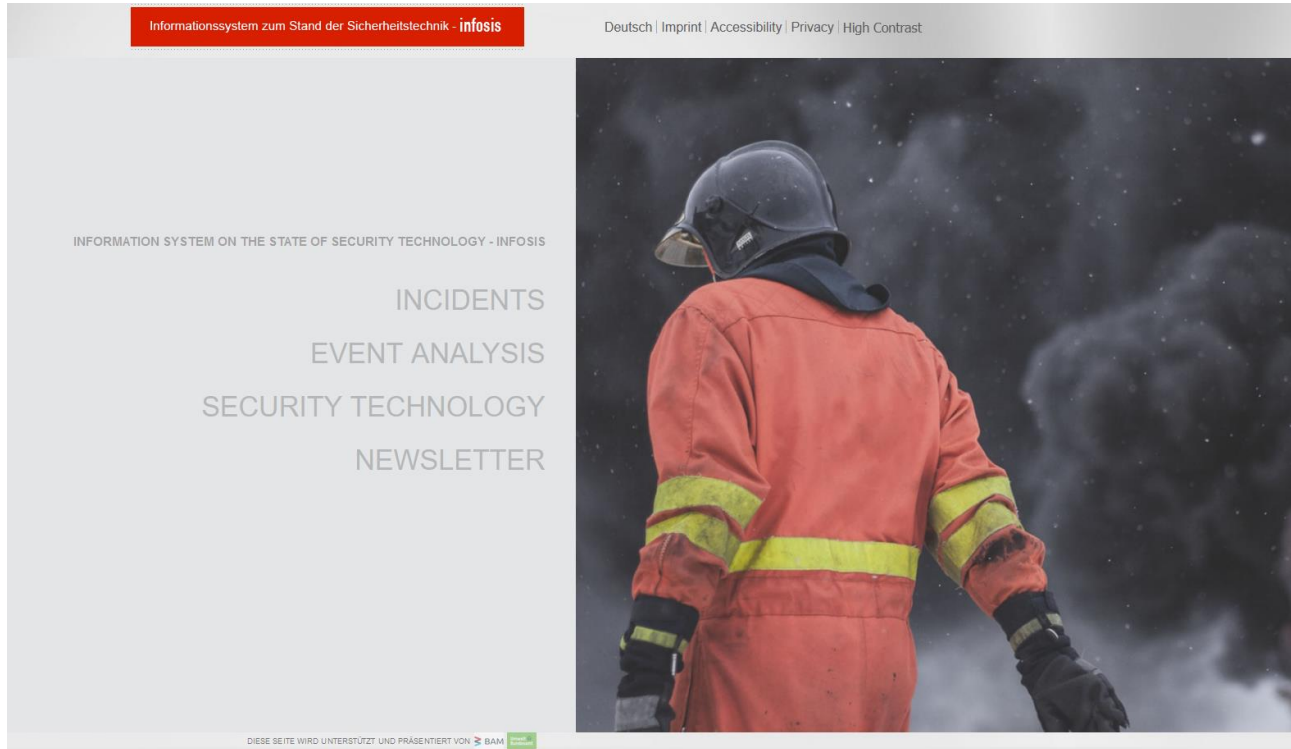 Informationssystem zum Stand der Sicherheitstechnik - infosis
Deutsch | Imprint | Accessibility | Privacy | High Contrast
INFORMATION SYSTEM ON THE STATE OF SECURITY TECHNOLOGY - INFOSIS
INCIDENTS
EVENT ANALYSIS
SECURITY TECHNOLOGY
NEWSLETTER
DIESE SEITE WIRD UNTERSTÜTZT UND PRÄSENTIERT VON BAM